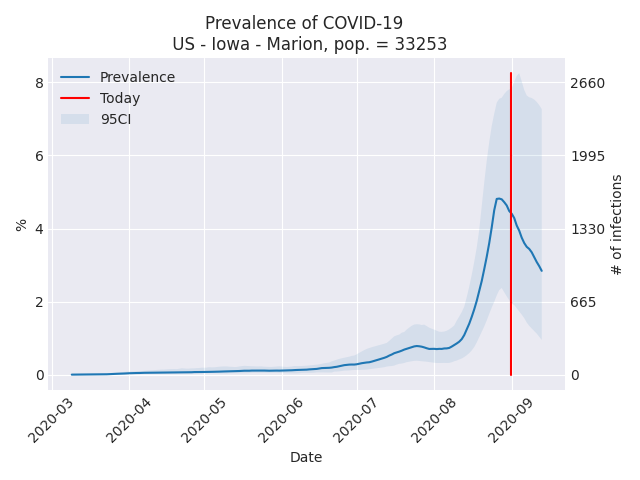 Prevalence of COVID-19
US - Iowa - Marion, pop. = 33253
Prevalence
Today
95CI
8
6
4
2
0
%
2660
1995
1330
665
0
# of infections
2020-03
2020-04
2020-05
2020-06
2020-07
2020-08
2020-09
Date